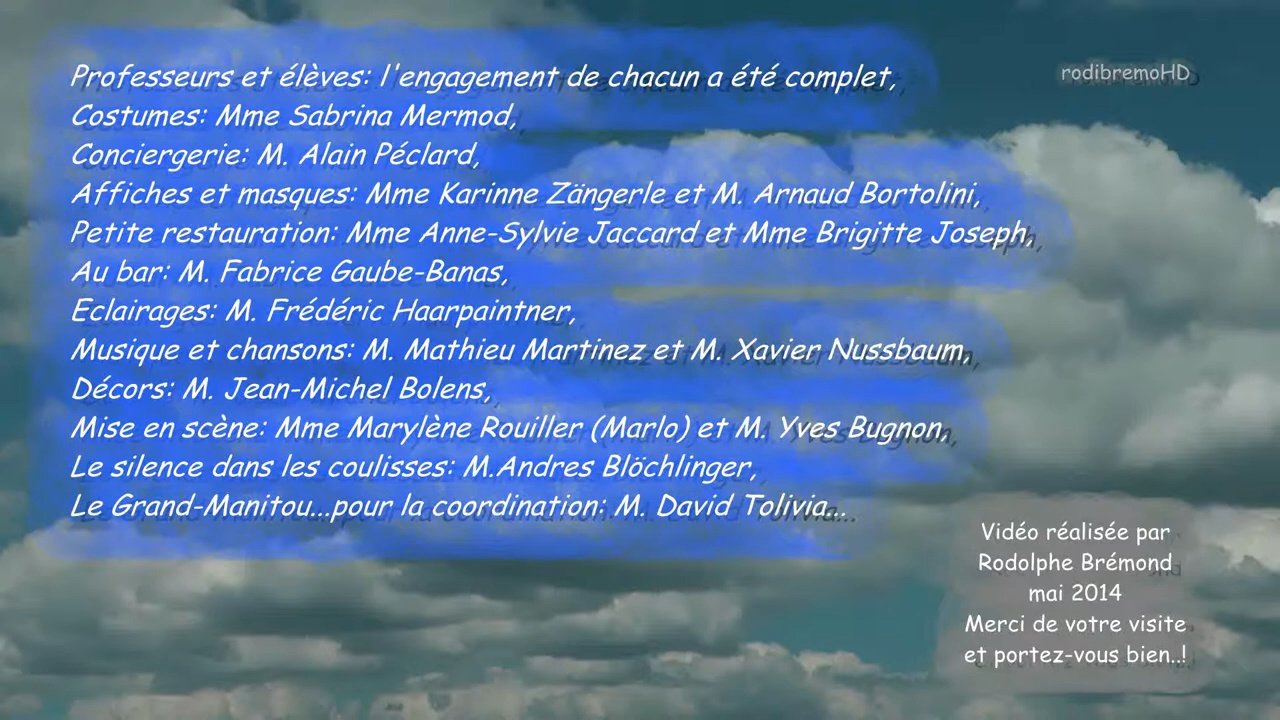 Professeurs et élèves: l'engagement de chacun a été complet,
Costumes: Mme Sabrina Mermod,
Conciergerie: M. Alain Péclard,
Affiches et masques: Mme Karinne Zängerle et M. Arnaud Bortolini,
Petite restauration: Mme Anne-Sylvie Jaccard et Mme Brigitte Joseph,
Au bar: M. Fabrice Gaube-Banas,
Eclairages: M. Frédéric Haarpaintner,
Musique et chansons: M. Mathieu Martinez et M. Xavier Nussbaum,
Décors: M. Jean-Michel Bolens,
Mise en scène: Mme Marylène Rouiller (Marlo) et M. Yves Bugnon,
Le silence dans les coulisses: M.Andres Blöchlinger,
Le Grand-Manitou...pour la coordination: M. David Tolivia...
rodibremoHD
Vidéo réalisée par
Rodolphe Brémond
mai 2014
Merci de votre visite
et portez-vous bien..!